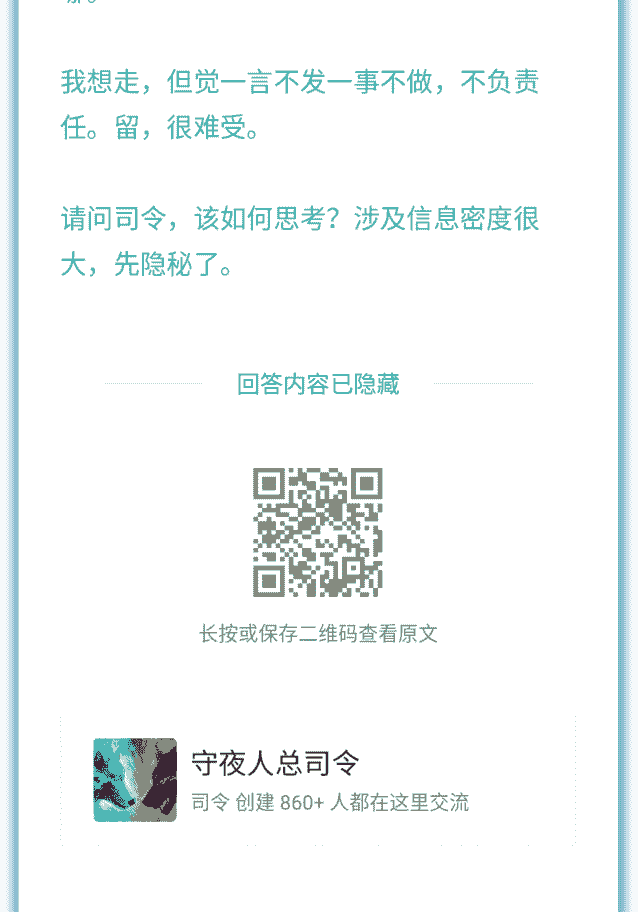 我想走，但觉一言不发一事不做，不负责
任。留，很难受。
请问司令，该如何思考？涉及信息密度很
大，先隐秘了。
回答内容已隐藏
长按或保存二维码查看原文
守夜人总司令
司令 创建 860+ 人都在这里交流